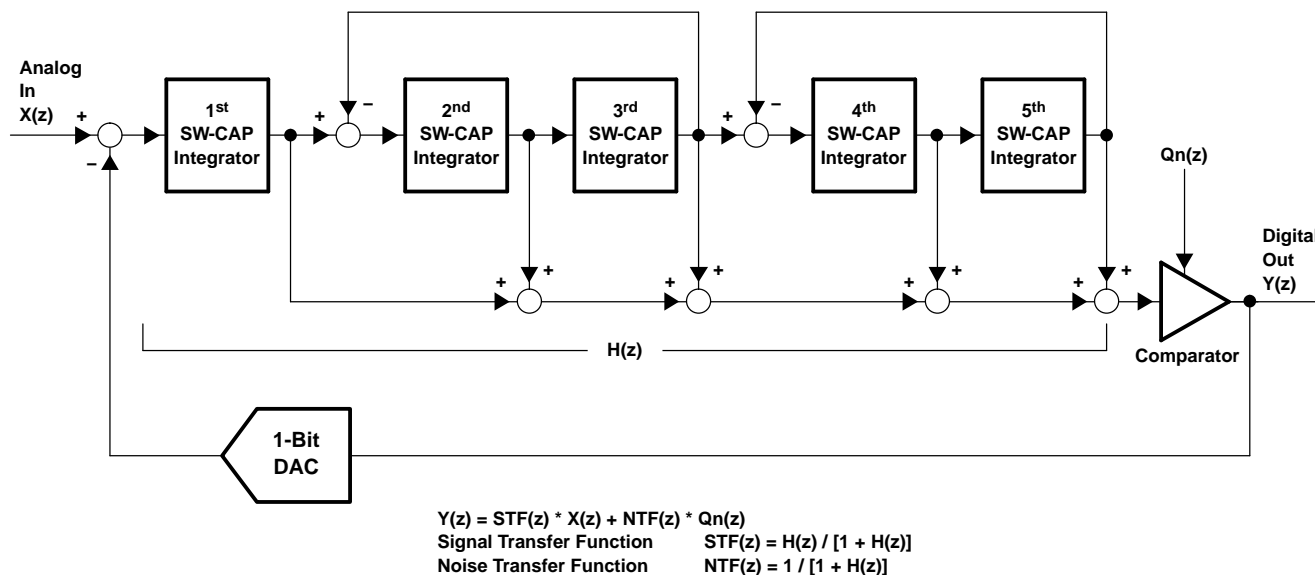 Analog
In
X(z)
+
−
1st
SW-CAP
Integrator
+
−
2nd
SW-CAP
Integrator
3rd
SW-CAP
Integrator
+
−
4th
SW-CAP
Integrator
5th
SW-CAP
Integrator
Qn(z)
Digital
Out
Y(z)
+
+
+
+
+
+
+
+
Comparator
H(z)
1-Bit
DAC
Y(z) = STF(z) * X(z) + NTF(z) * Qn(z)
Signal Transfer Function STF(z) = H(z) / [1 + H(z)]
Noise Transfer Function NTF(z) = 1 / [1 + H(z)]